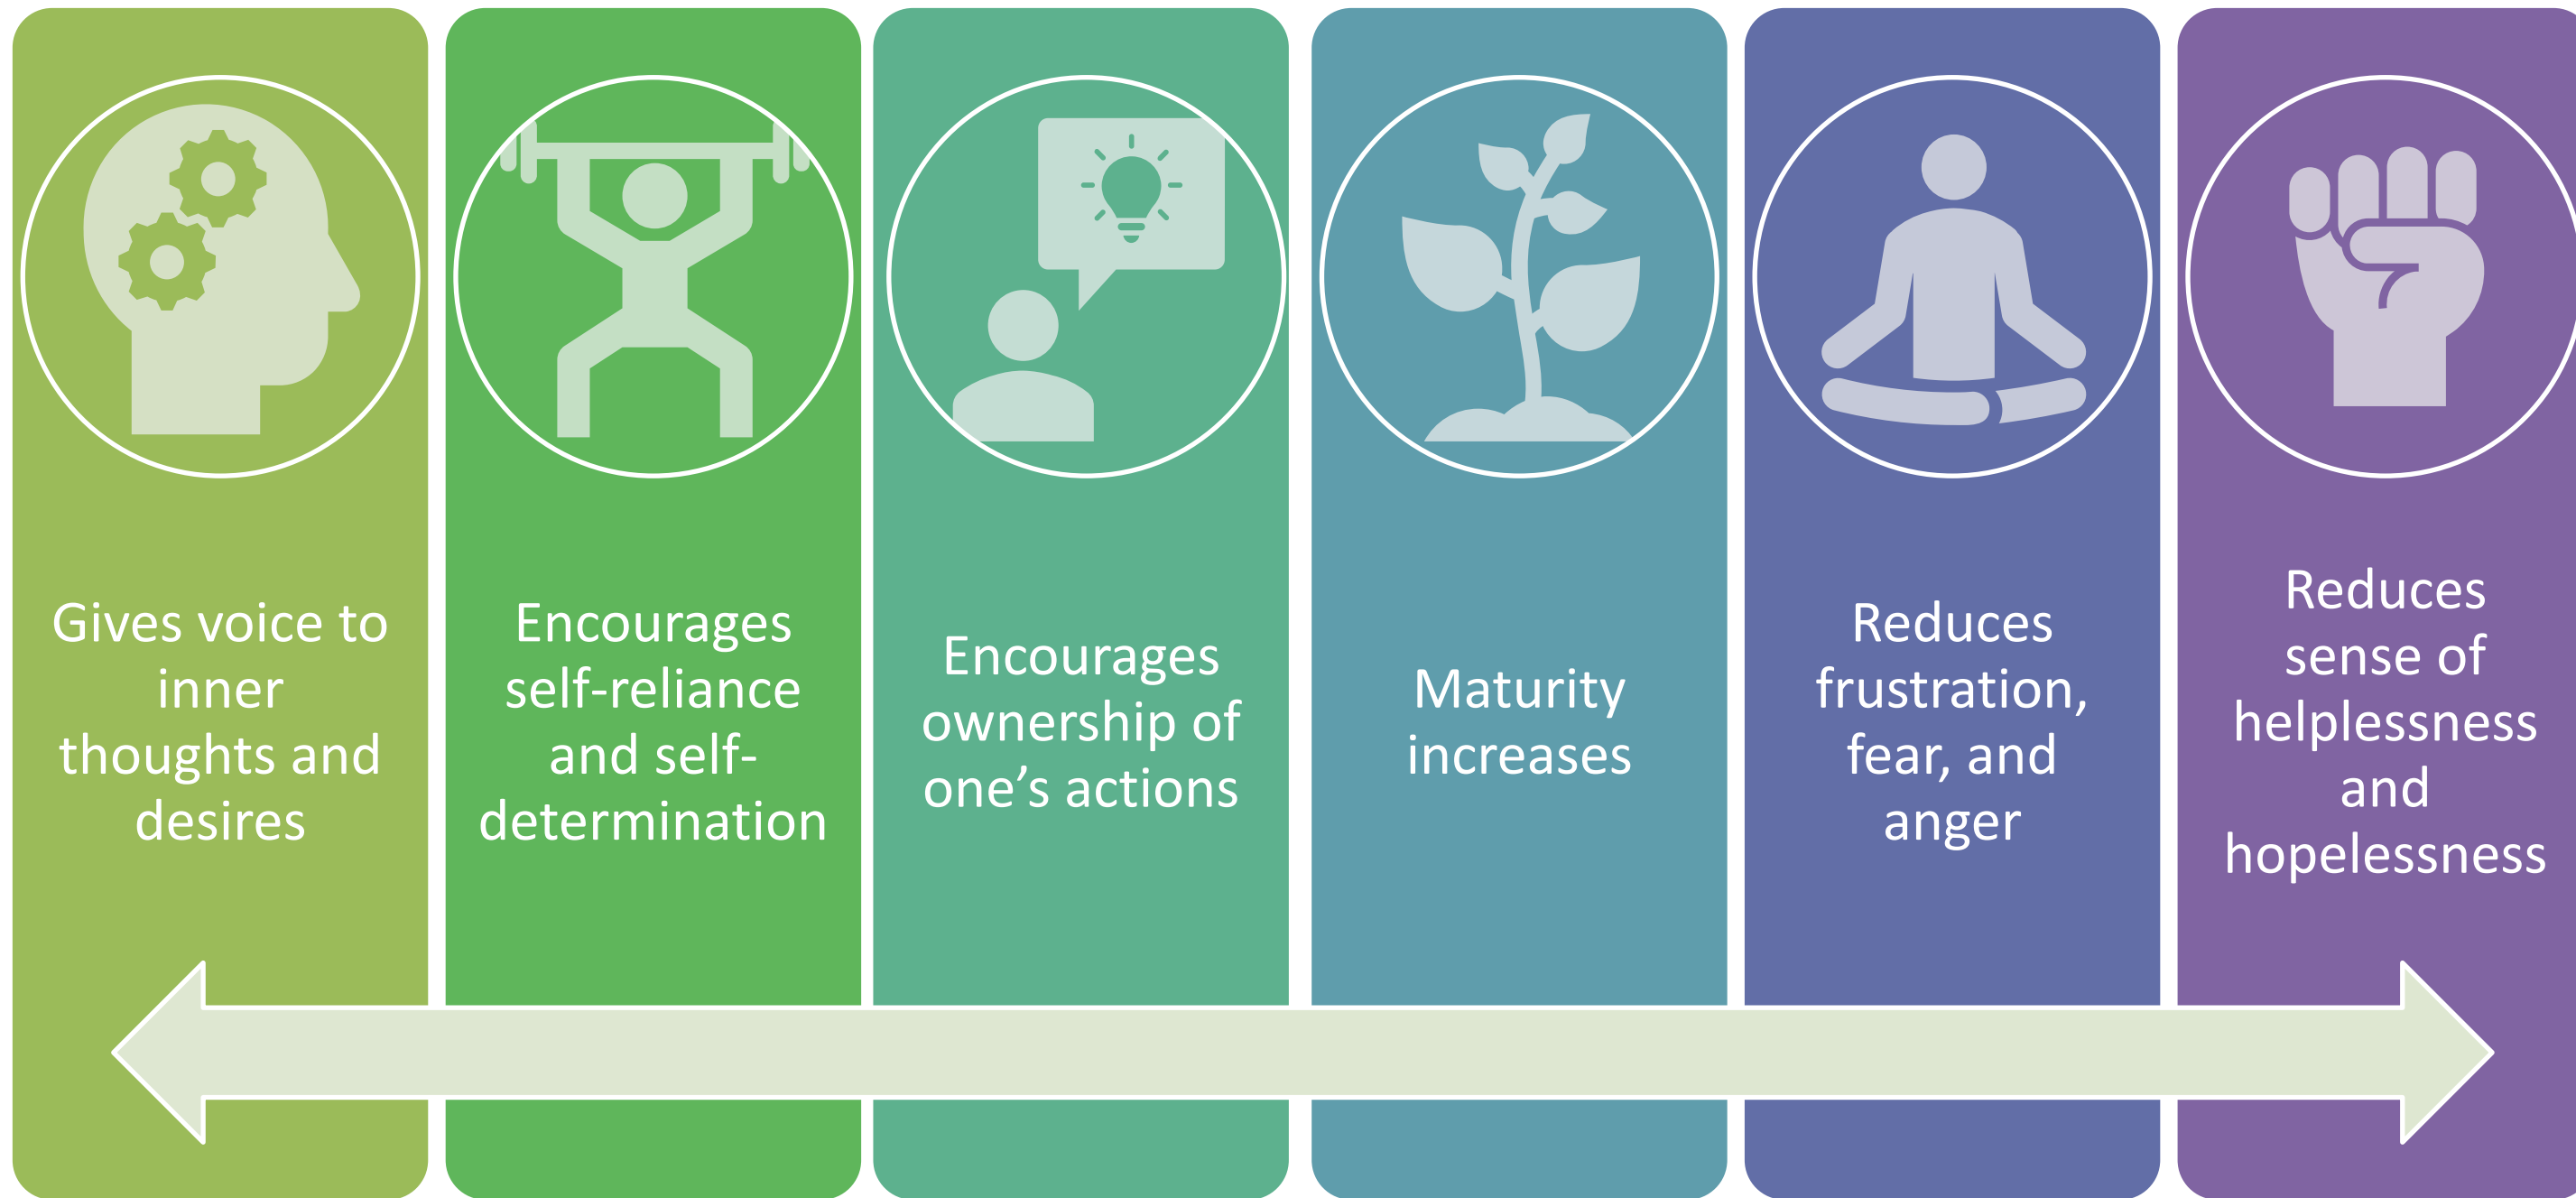 Gives voice to
inner
thoughts and
desires
Encourages
self-reliance
and self-
determination
Encourages
ownership of
one’s actions
Maturity
increases
Reduces
frustration,
fear, and
anger
Reduces
sense of
helplessness
and
hopelessness